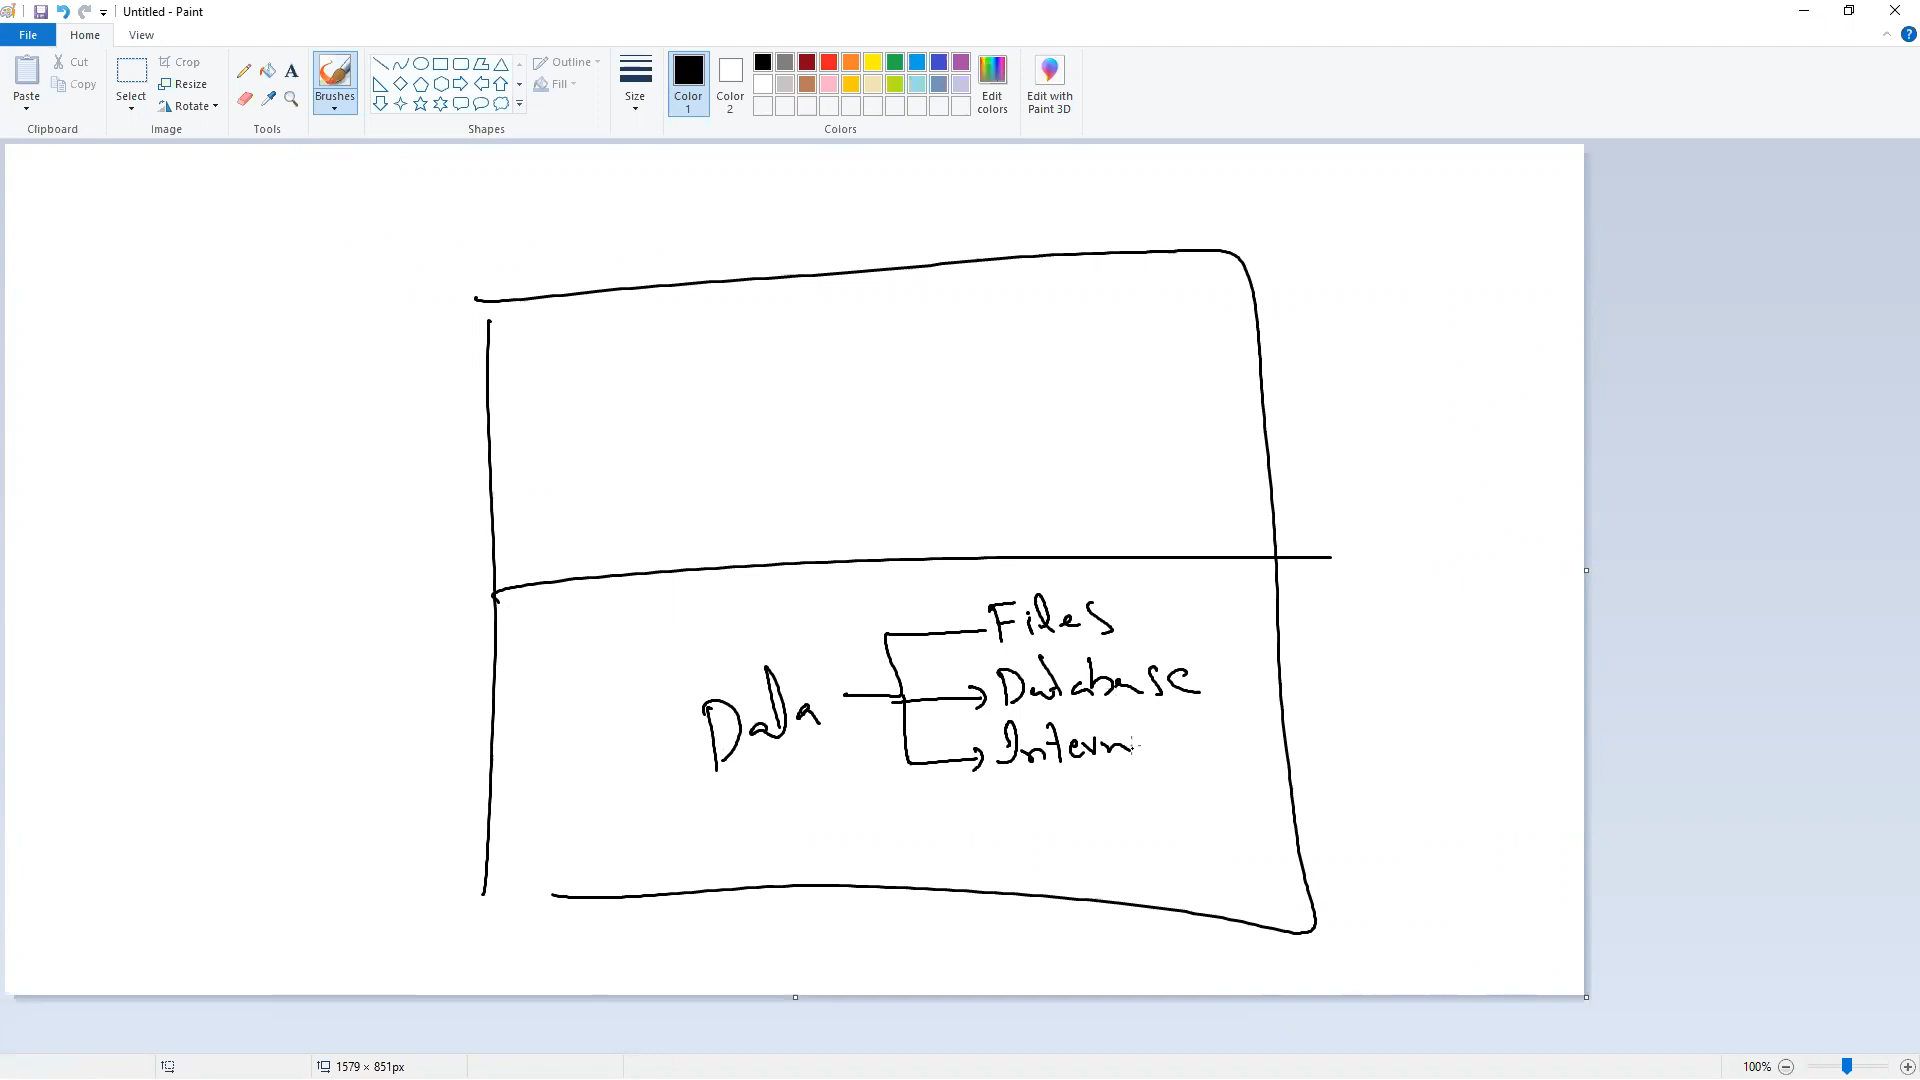 Untitled - Paint
File
Home
View
Paste
Cut
Copy
Clipboard
Select
Crop
Resize
Rotate
Image
Tools
Brushes
Shapes
Outline
Fill
Size
Color 1
Color 2
Colors
Edit colors
Edit with Paint 3D
Files
Database
Data
Intern
1579 × 851px
100%